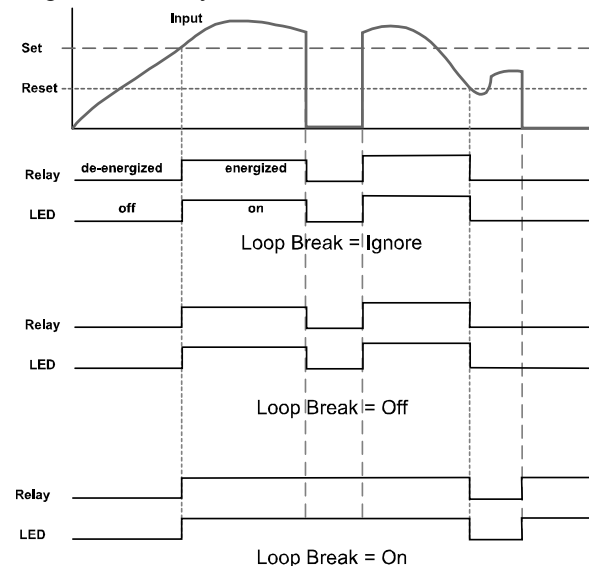 Input
Set
Reset
de-energized energized
Relay
off on
LED
Loop Break = Ignore
Relay
LED
Loop Break = Off
Relay
LED
Loop Break = On